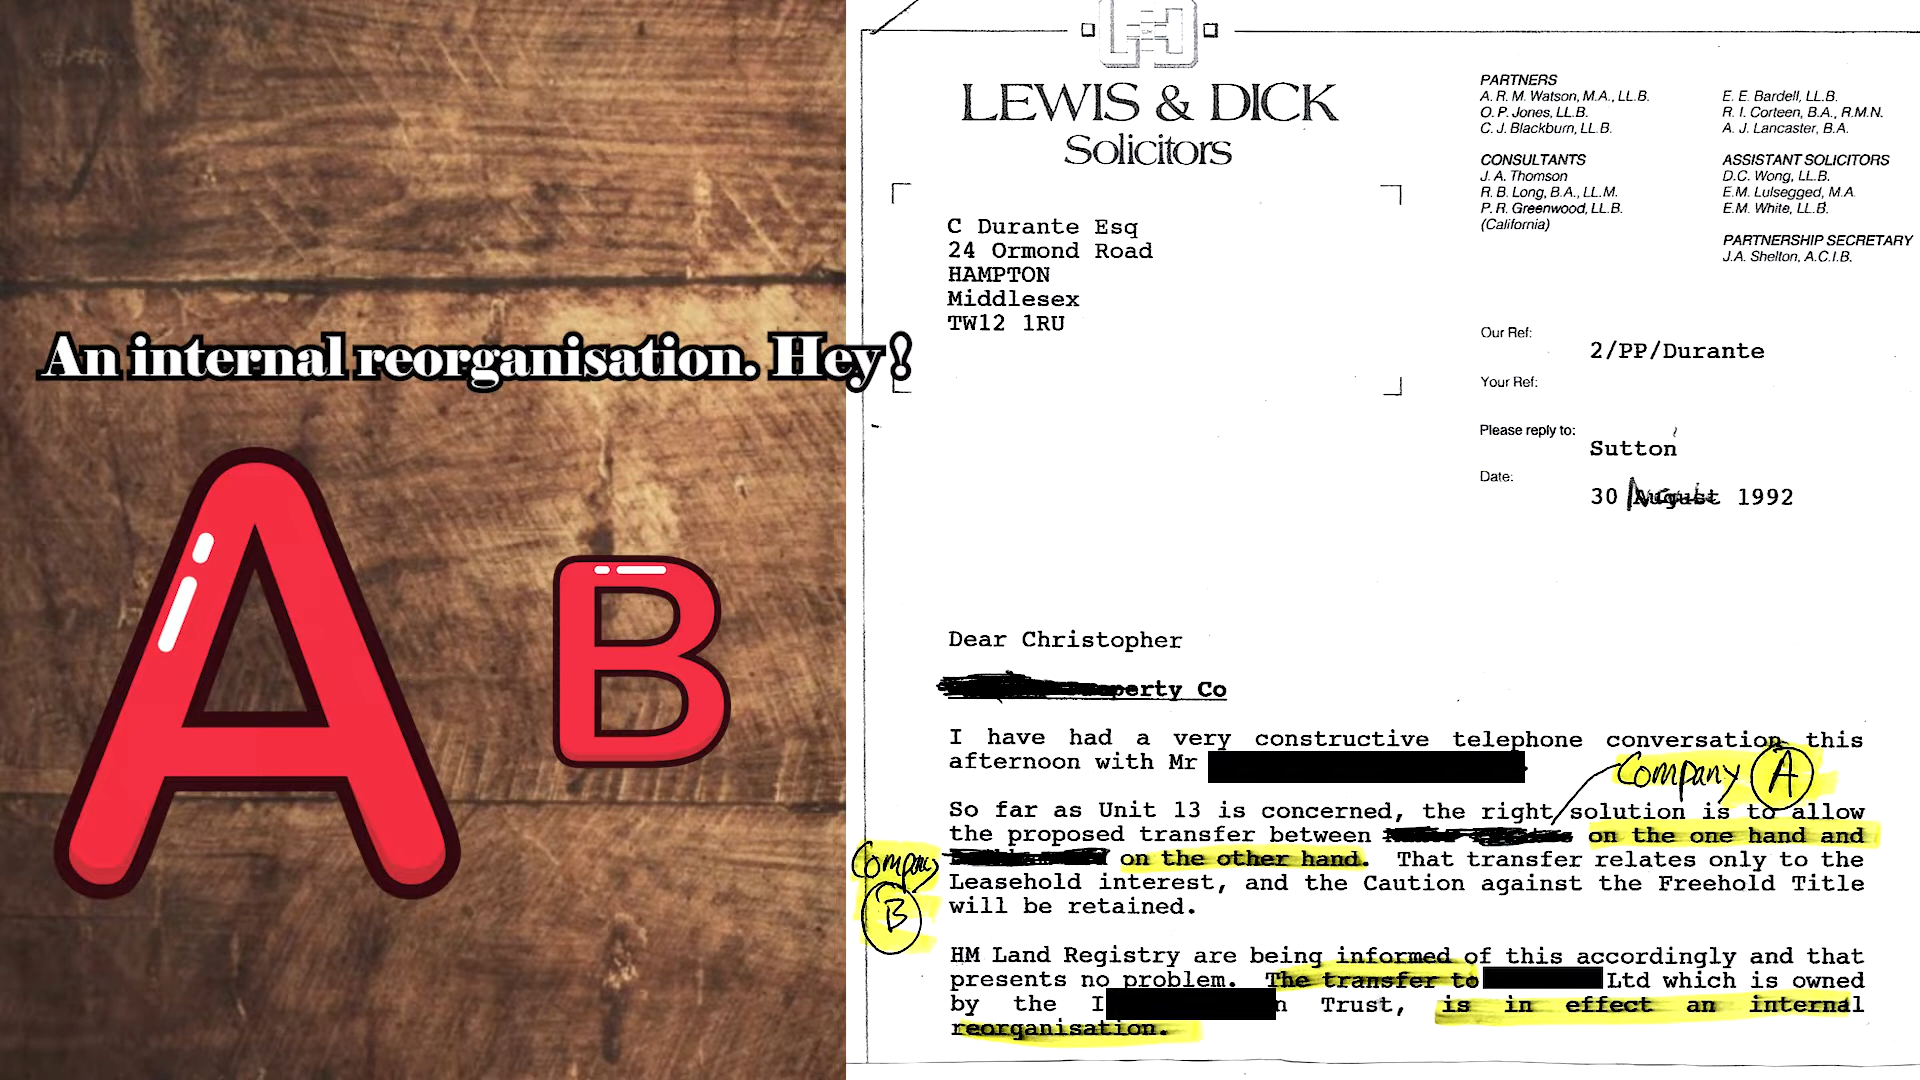 An internal reorganisation. Hey!
A
B
LEWIS & DICK
Solicitors
PARTNERS
A. R. M. Watson, M.A., LL.B.
O. P. Jones, LL.B.
C. J. Blackburn, LL.B.
CONSULTANTS
J. A. Thomson
R. B. Long, B.A., LL.M.
P. R. Greenwood, LL.B.
(California)
E. E. Bardell, LL.B.
R. I. Corteen, B.A., R.M.N.
A. J. Lancaster, B.A.
ASSISTANT SOLICITORS
D.C. Wong, LL.B.
E.M. Lulsegged, M.A.
E.M. White, LL.B.
PARTNERSHIP SECRETARY
J.A. Shelton, A.C.I.B.
C Durante Esq
24 Ormond Road
HAMPTON
Middlesex
TW12 1RU
Our Ref:
2/PP/Durante
Your Ref:
Please reply to:
Sutton
Date:
30 August 1992
Dear Christopher
operty Co
I have had a very constructive telephone conversation this
afternoon with Mr
Company A
So far as Unit 13 is concerned, the right solution is to allow
the proposed transfer between on the one hand and
Company
B
on the other hand. That transfer relates only to the
Leasehold interest, and the Caution against the Freehold Title
will be retained.
HM Land Registry are being informed of this accordingly and that
presents no problem. The transfer to Ltd which is owned
by the I n Trust, is in effect an internal
reorganisation.